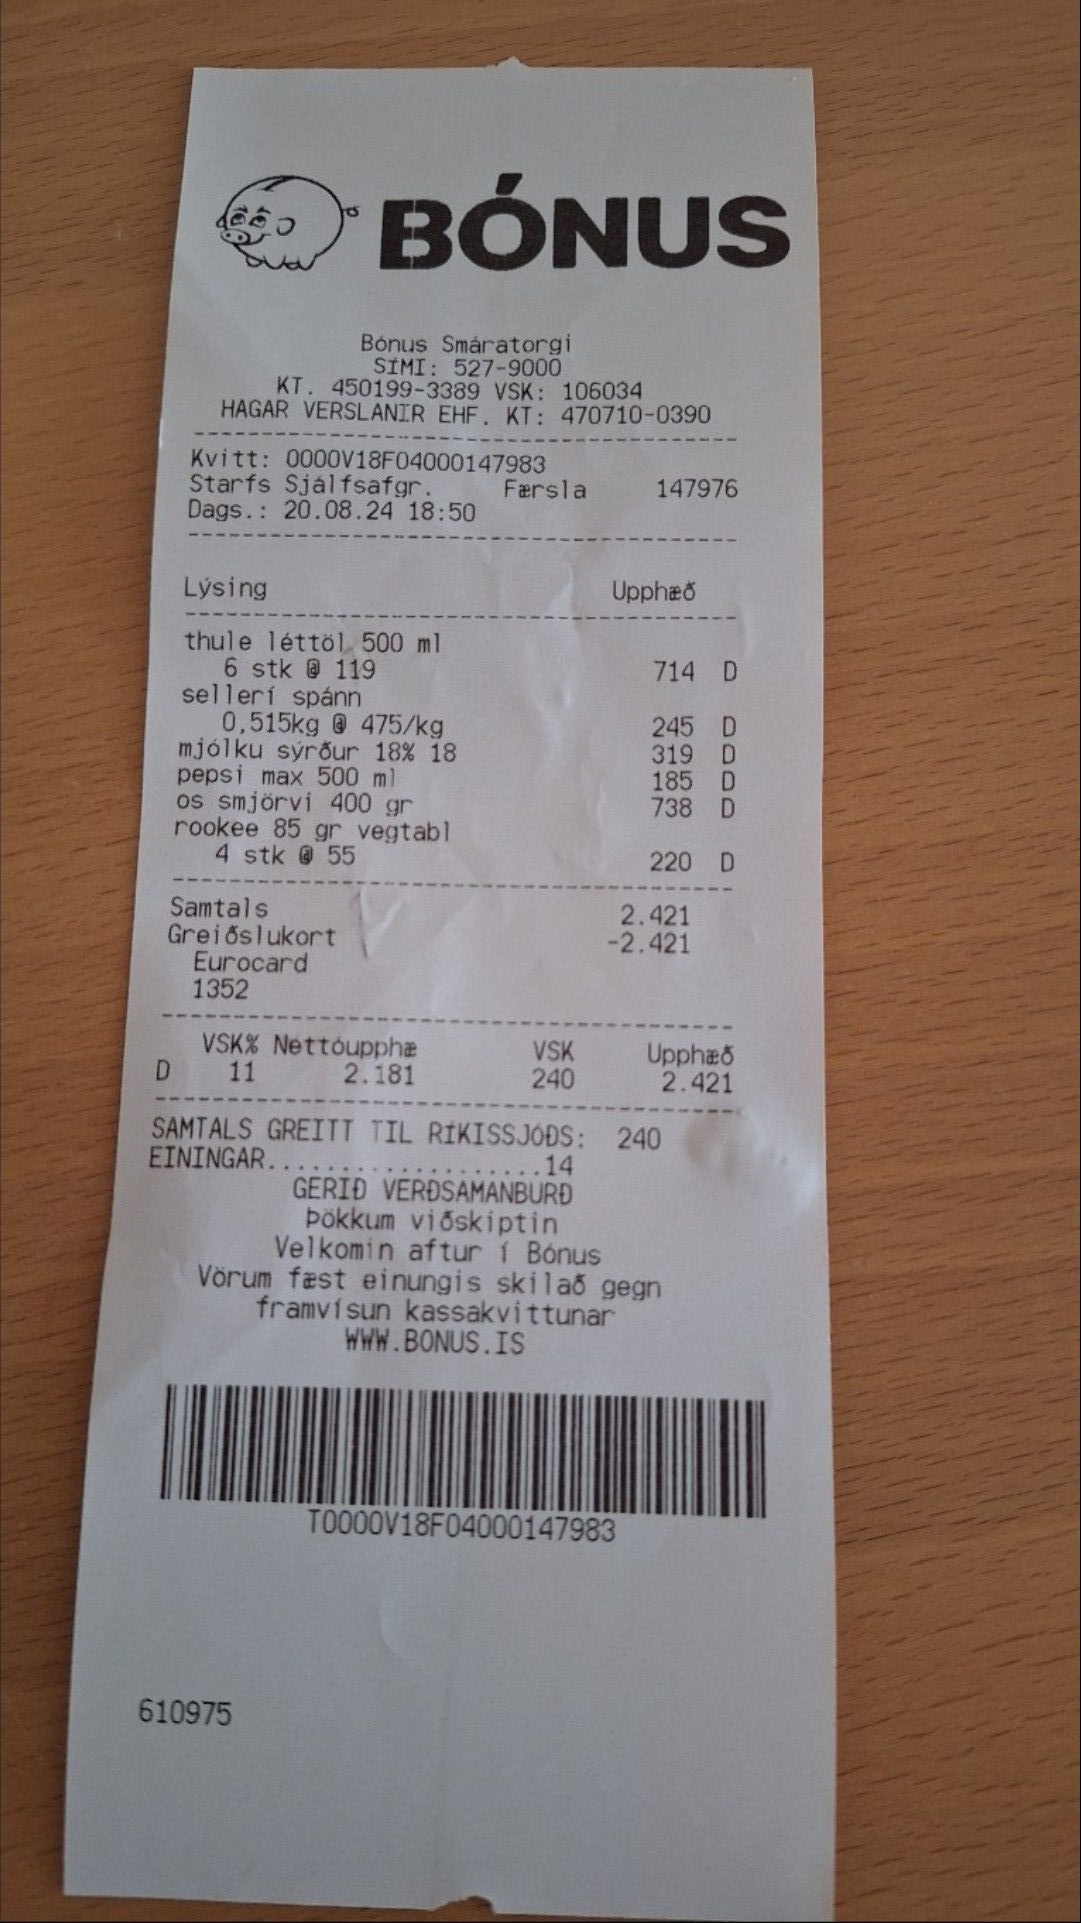 BÓNUS
Bónus Smáratorgi
SÍMI: 527-9000
KT. 450199-3389 VSK: 106034
HAGAR VERSLANIR EHF. KT: 470710-0390
Kvitt: 0000V18F04000147983
Starfs Sjálfsafgr. Færsla 147976
Dags.: 20.08.24 18:50
Lýsing Upphæð
thule léttöl 500 ml
6 stk @ 119 714 D
sellerí spánn
0,515kg @ 475/kg 245 D
mjólku sýrður 18% 18 319 D
pepsi max 500 ml 185 D
os smjörvi 400 gr 738 D
rookee 85 gr vegtabl
4 stk @ 55 220 D
Samtals 2.421
Greiðslukort -2.421
Eurocard
1352
VSK% Nettóupphæ VSK Upphæð
D 11 2.181 240 2.421
SAMTALS GREITT TIL RÍKISSJÓÐS: 240
EININGAR...................14
GERIÐ VERÐSAMANBURÐ
Þökkum viðskiptin
Velkomin aftur í Bónus
Vörum fæst einungis skilað gegn
framvísun kassakvittunar
WWW.BONUS.IS
T0000V18F04000147983
610975